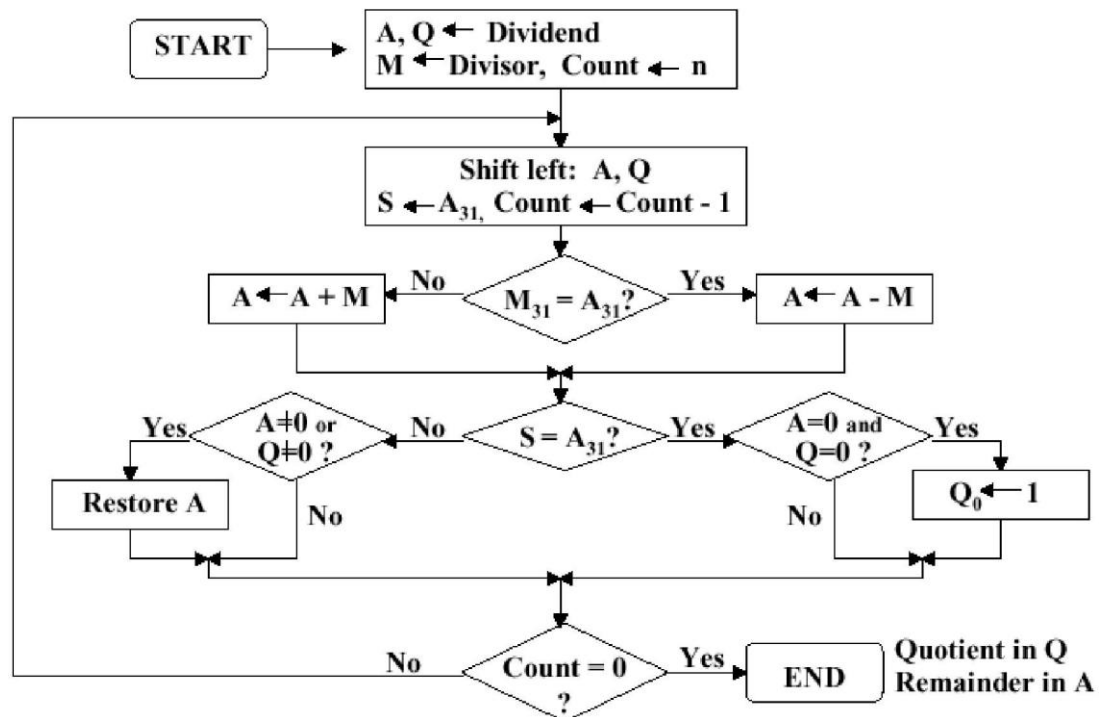 START
A, Q ← Dividend
M ← Divisor, Count ← n
Shift left: A, Q
S ← A₃₁, Count ← Count - 1
No
Yes
A ← A + M
M₃₁ = A₃₁?
A ← A - M
Yes
A≠0 or
Q≠0 ?
No
S = A₃₁?
Yes
A=0 and
Q=0 ?
Yes
Restore A
No
No
Q₀ ← 1
No
Count = 0
?
Yes
END
Quotient in Q
Remainder in A